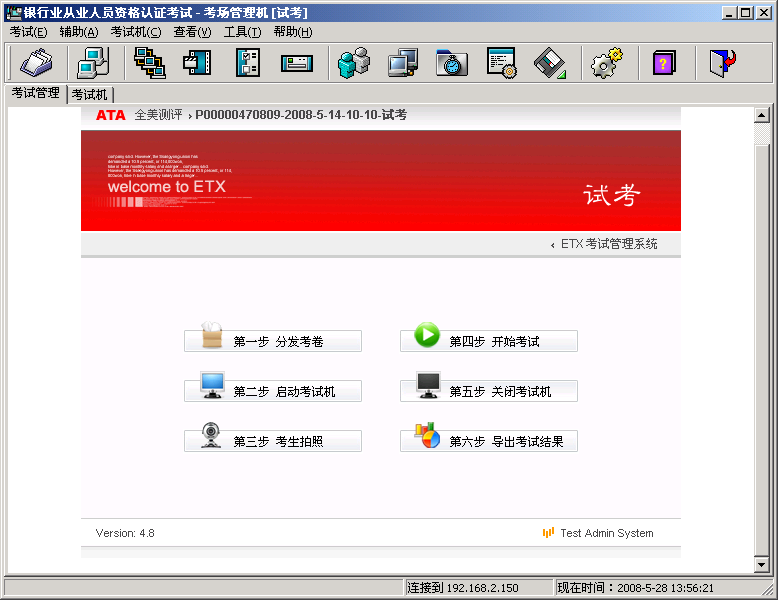 银行业从业人员资格认证考试 - 考场管理机 [试考]
考试(E) 辅助(A) 考试机(C) 查看(V) 工具(T) 帮助(H)
考试管理 考试机
ATA 全美测评 › P00000470809-2008-5-14-10-10-试考
welcome to ETX
试考
‹ ETX 考试管理系统
第一步 分发考卷
第四步 开始考试
第二步 启动考试机
第五步 关闭考试机
第三步 考生拍照
第六步 导出考试结果
Version: 4.8
Test Admin System
连接到 192.168.2.150
现在时间：2008-5-28 13:56:21